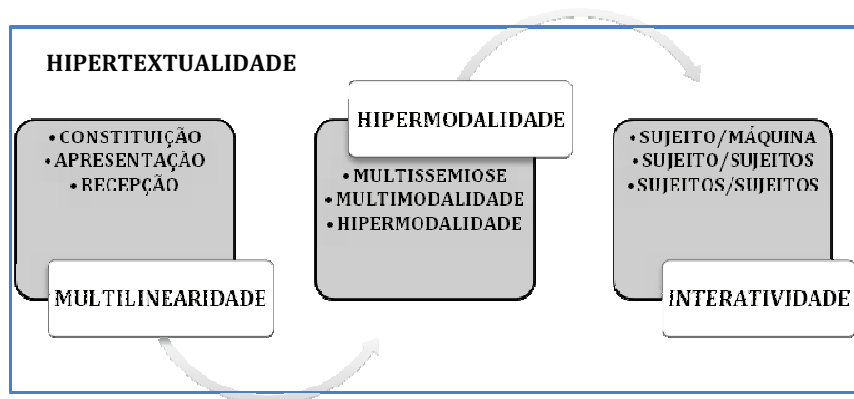 HIPERTEXTUALIDADE
• CONSTITUIÇÃO
• APRESENTAÇÃO
• RECEPÇÃO
MULTILINEARIDADE
HIPERMODALIDADE
• MULTISSEMIOSE
• MULTIMODALIDADE
• HIPERMODALIDADE
• SUJEITO/MÁQUINA
• SUJEITO/SUJEITOS
• SUJEITOS/SUJEITOS
INTERATIVIDADE